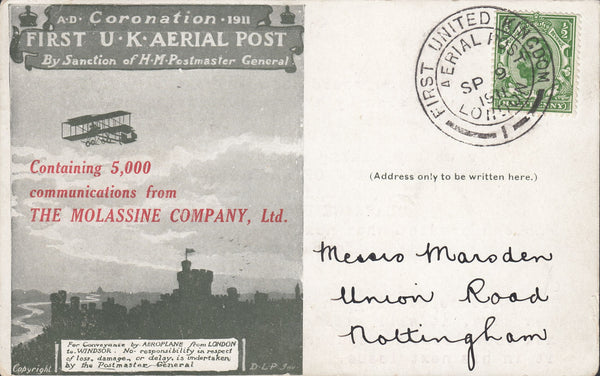 A·D· Coronation ·1911
FIRST U·K·AERIAL POST
By Sanction of H·M·Postmaster General
Containing 5,000
communications from
THE MOLASSINE COMPANY, Ltd.
For Conveyance by AEROPLANE from LONDON
to WINDSOR. No responsibility in respect
of loss, damage, or delay, is undertaken
by the Postmaster General
Copyright
FIRST UNITED KINGDOM
AERIAL POST
SP 9
LONDON
1
(Address only to be written here.)
Messrs Marsden
Union Road
Nottingham